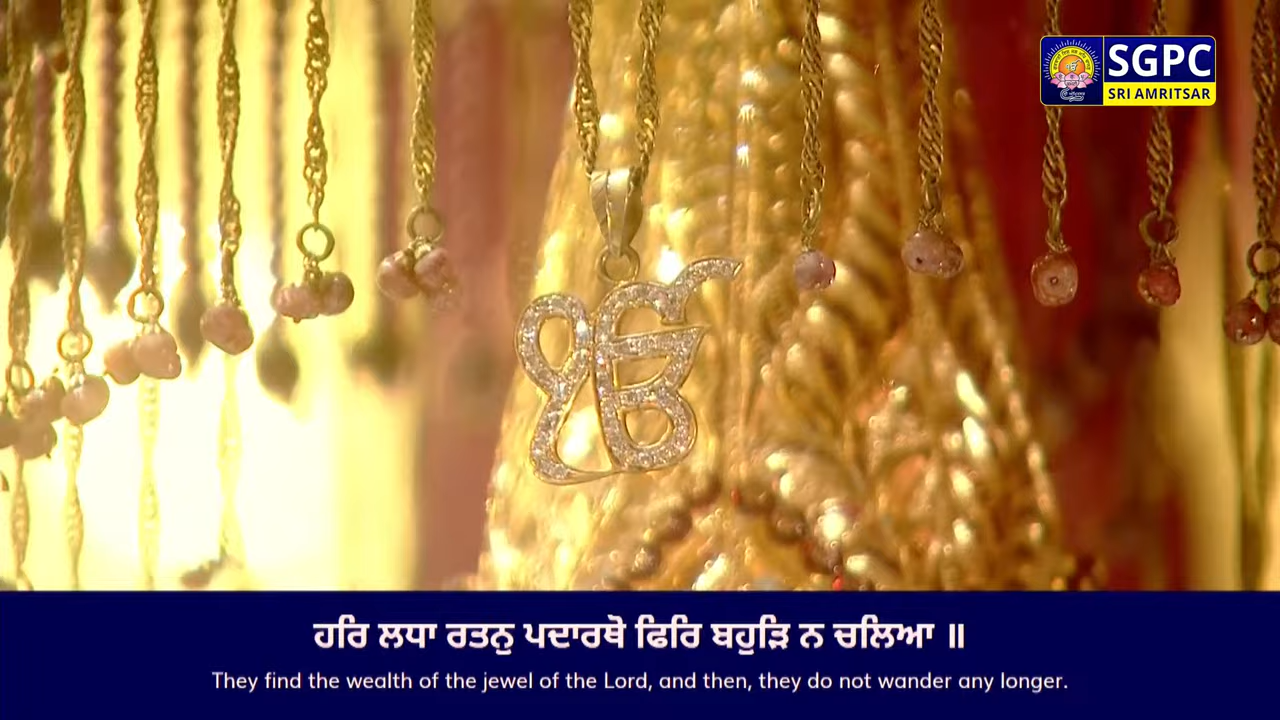 SGPC
SRI AMRITSAR
ੴ
ਹਰਿ ਲਧਾ ਰਤਨੁ ਪਦਾਰਥੋ ਫਿਰਿ ਬਹੁੜਿ ਨ ਚਲਿਆ ॥
They find the wealth of the jewel of the Lord, and then, they do not wander any longer.